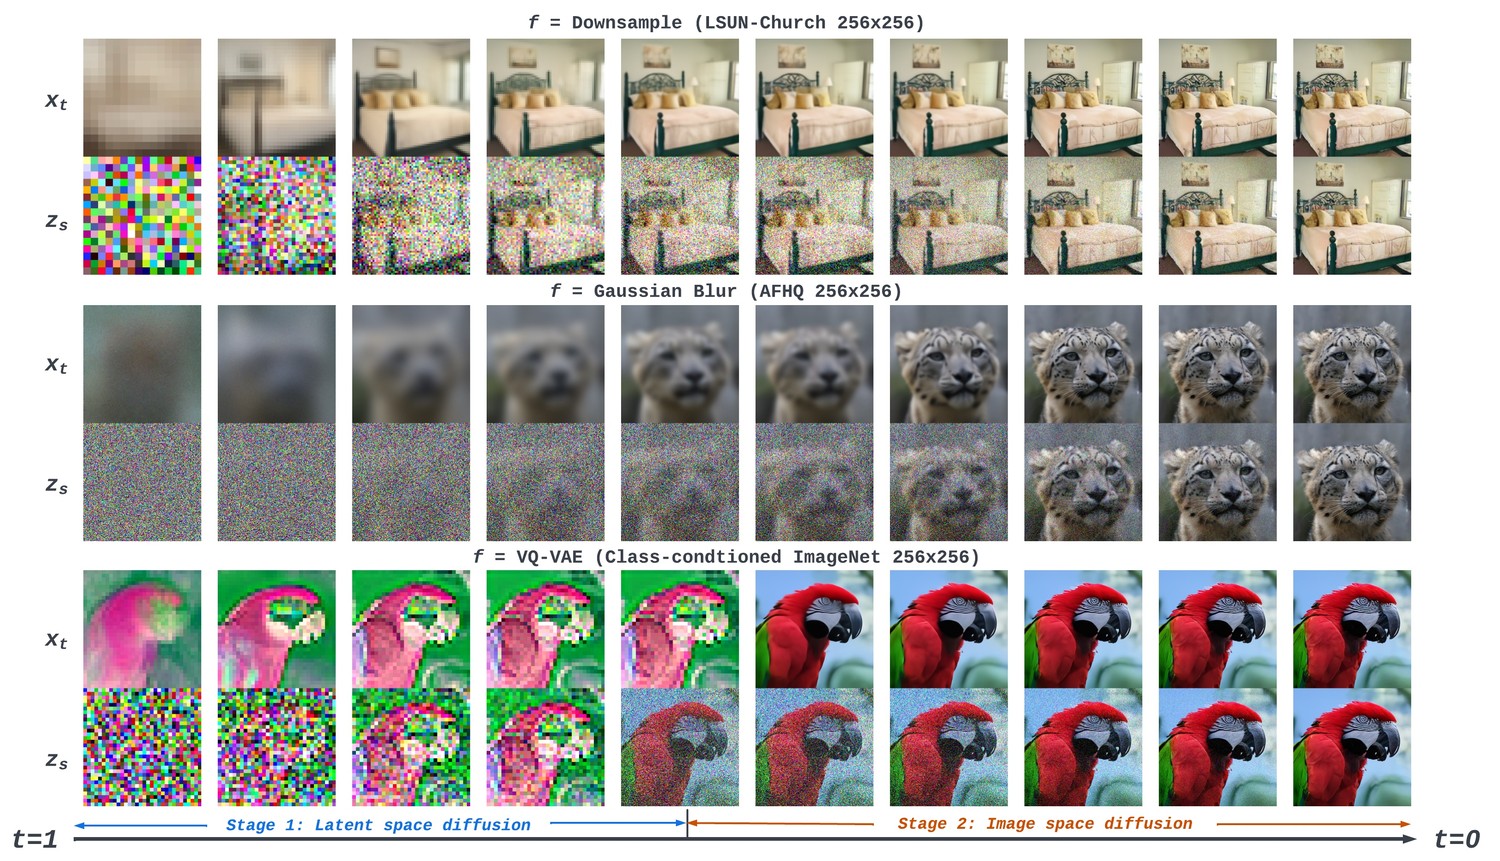 f = Downsample (LSUN-Church 256x256)
xt
zs
f = Gaussian Blur (AFHQ 256x256)
xt
zs
f = VQ-VAE (Class-condtioned ImageNet 256x256)
xt
zs
Stage 1: Latent space diffusion
Stage 2: Image space diffusion
t=1
t=0